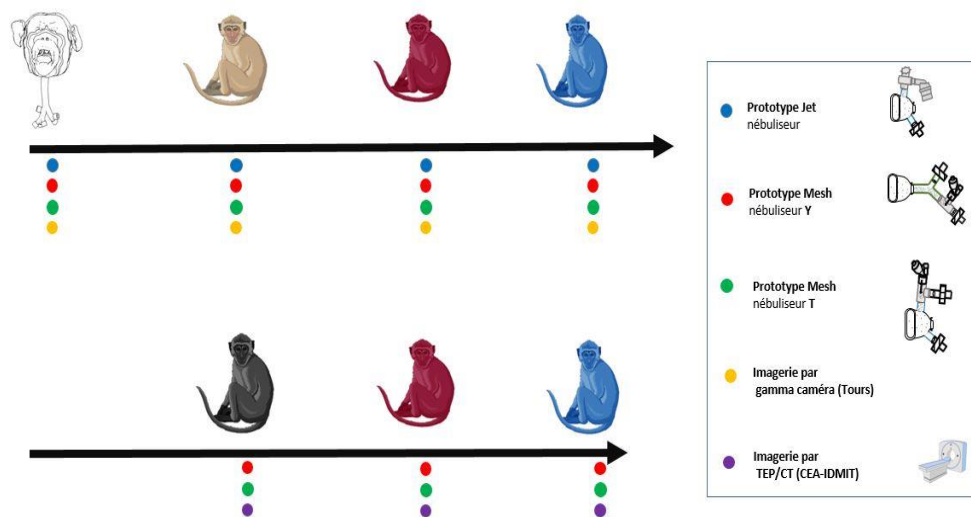 Prototype Jet
nébuliseur
Prototype Mesh
nébuliseur Y
Prototype Mesh
nébuliseur T
Imagerie par
gamma caméra (Tours)
Imagerie par
TEP/CT (CEA-IDMIT)